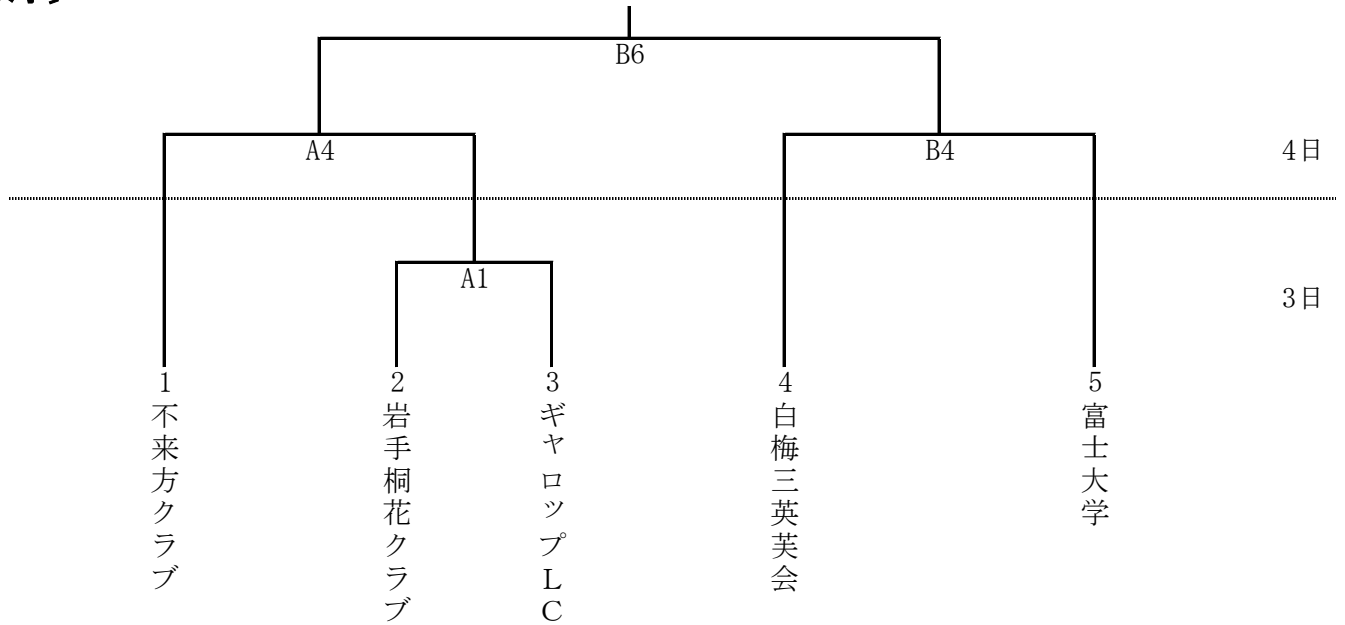 B6
A4
B4
4日
A1
3日
1
不来方クラブ
2
岩手桐花クラブ
3
ギャロップLC
4
白梅三英芙会
5
富士大学